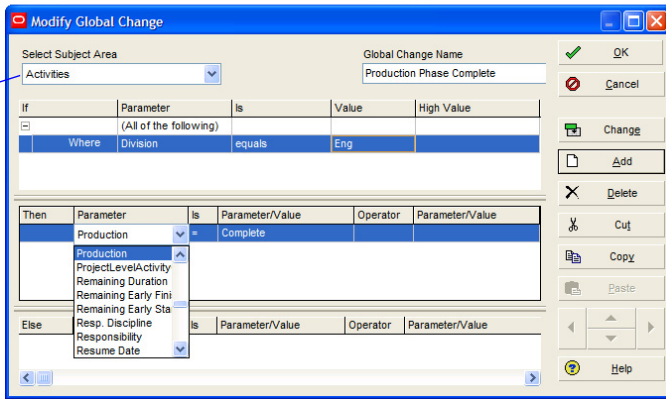 Modify Global Change
Select Subject Area
Global Change Name
Activities
Production Phase Complete
If Parameter Is Value High Value
(All of the following)
Where Division equals Eng
Then Parameter Is Parameter/Value Operator Parameter/Value
Production = Complete
Production
ProjectLevelActivity
Remaining Duration
Remaining Early Fini
Remaining Early Sta
Resp. Discipline
Responsibility
Resume Date
Else Is Parameter/Value Operator Parameter/Value
OK
Cancel
Change
Add
Delete
Cut
Copy
Paste
Help